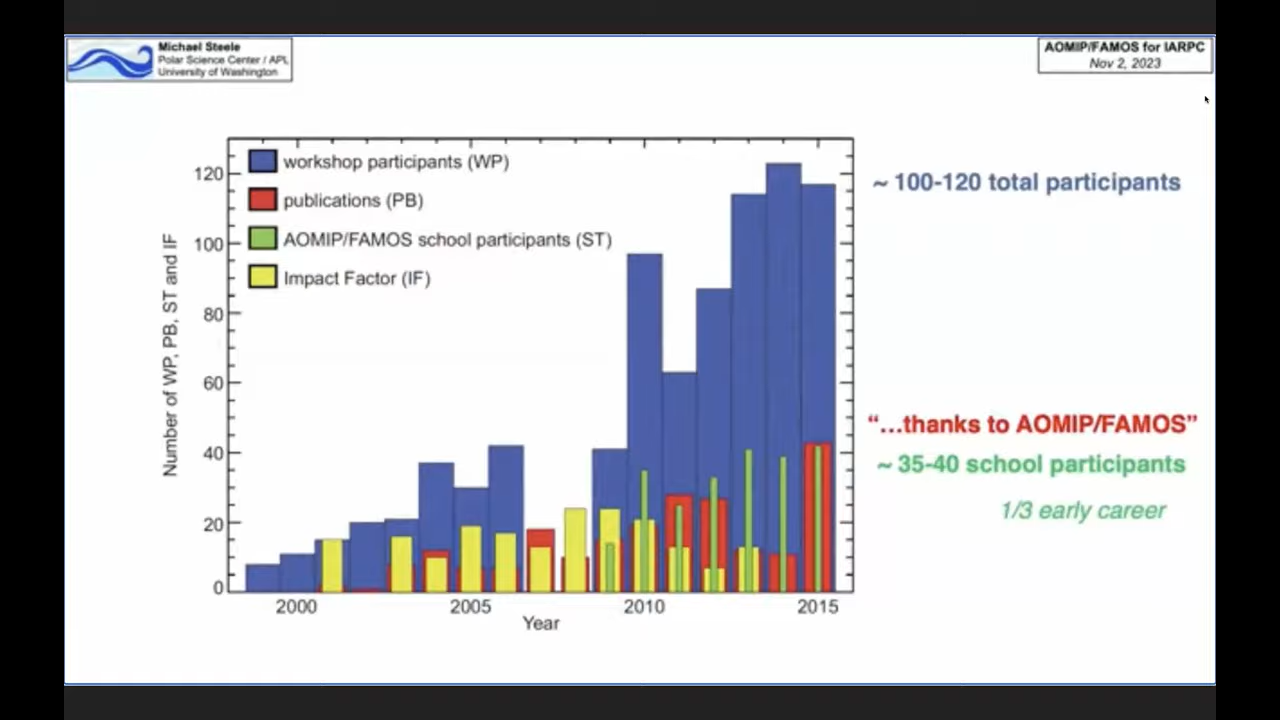 Michael Steele
Polar Science Center / APL
University of Washington
AOMIP/FAMOS for IARPC
Nov 2, 2023
workshop participants (WP)
publications (PB)
AOMIP/FAMOS school participants (ST)
Impact Factor (IF)
Number of WP, PB, ST and IF
120
100
80
60
40
20
0
2000 2005 2010 2015
Year
~ 100-120 total participants
“...thanks to AOMIP/FAMOS”
~ 35-40 school participants
1/3 early career